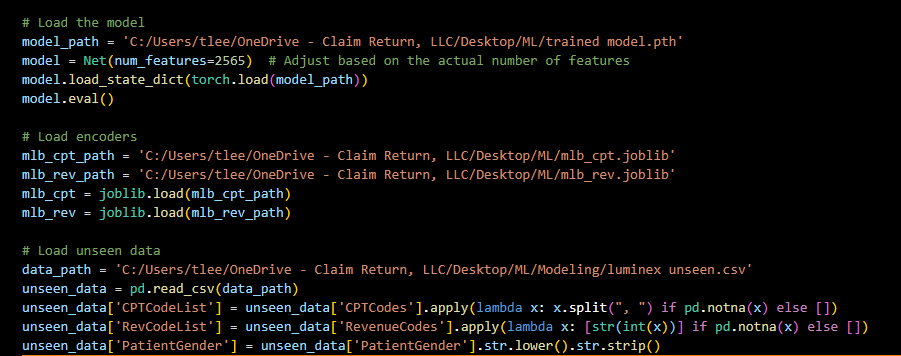 # Load the model
model_path = 'C:/Users/tlee/OneDrive - Claim Return, LLC/Desktop/ML/trained model.pth'
model = Net(num_features=2565)  # Adjust based on the actual number of features
model.load_state_dict(torch.load(model_path))
model.eval()
# Load encoders
mlb_cpt_path = 'C:/Users/tlee/OneDrive - Claim Return, LLC/Desktop/ML/mlb_cpt.joblib'
mlb_rev_path = 'C:/Users/tlee/OneDrive - Claim Return, LLC/Desktop/ML/mlb_rev.joblib'
mlb_cpt = joblib.load(mlb_cpt_path)
mlb_rev = joblib.load(mlb_rev_path)
# Load unseen data
data_path = 'C:/Users/tlee/OneDrive - Claim Return, LLC/Desktop/ML/Modeling/luminex unseen.csv'
unseen_data = pd.read_csv(data_path)
unseen_data['CPTCodeList'] = unseen_data['CPTCodes'].apply(lambda x: x.split(", ") if pd.notna(x) else [])
unseen_data['RevCodeList'] = unseen_data['RevenueCodes'].apply(lambda x: [str(int(x))] if pd.notna(x) else [])
unseen_data['PatientGender'] = unseen_data['PatientGender'].str.lower().str.strip()